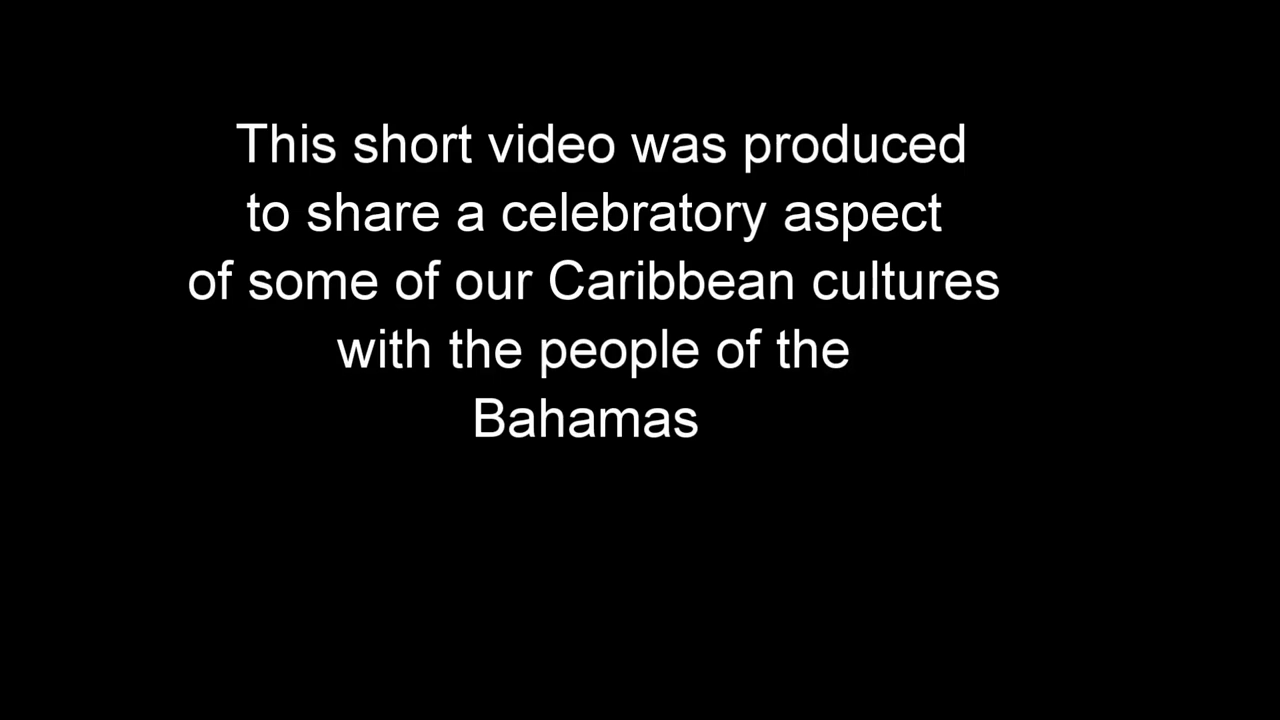 This short video was produced
to share a celebratory aspect
of some of our Caribbean cultures
with the people of the
Bahamas